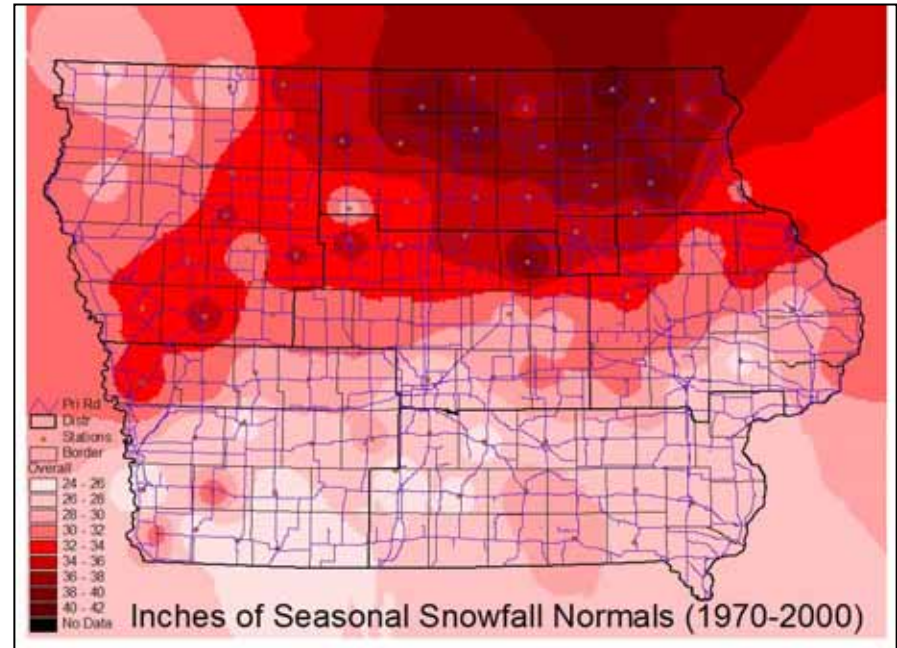 Pri Rd
Distr
Stations
Border
Overall
24 - 26
26 - 28
28 - 30
30 - 32
32 - 34
34 - 36
36 - 38
38 - 40
40 - 42
No Data
Inches of Seasonal Snowfall Normals (1970-2000)